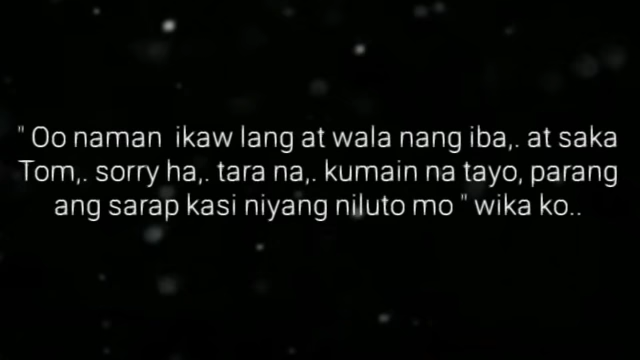 " Oo naman  ikaw lang at wala nang iba,. at saka
Tom,. sorry ha,. tara na,. kumain na tayo, parang
ang sarap kasi niyang niluto mo " wika ko..